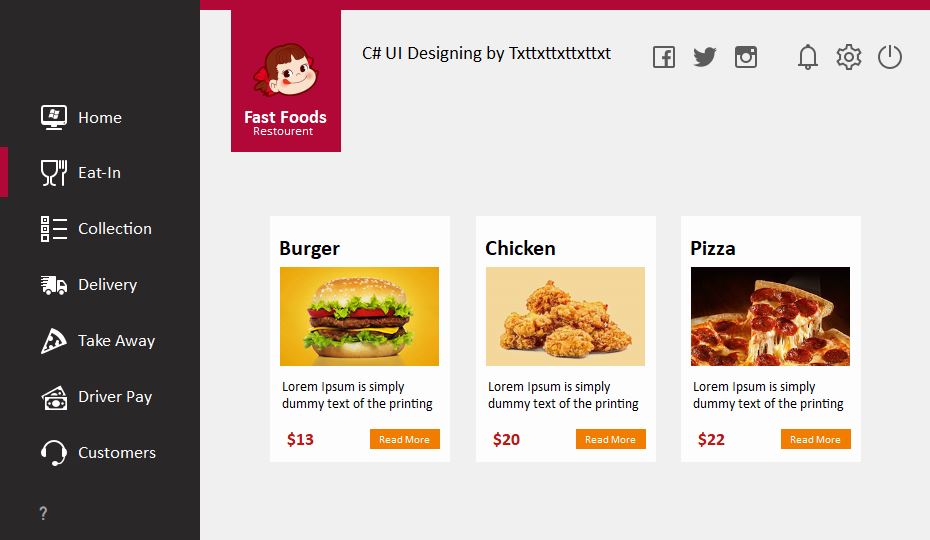 C# UI Designing by Txttxttxttxttxt
Fast Foods
Restourent
Home
Eat-In
Collection
Delivery
Take Away
Driver Pay
Customers
?
Burger
Lorem Ipsum is simply
dummy text of the printing
$13
Read More
Chicken
Lorem Ipsum is simply
dummy text of the printing
$20
Read More
Pizza
Lorem Ipsum is simply
dummy text of the printing
$22
Read More